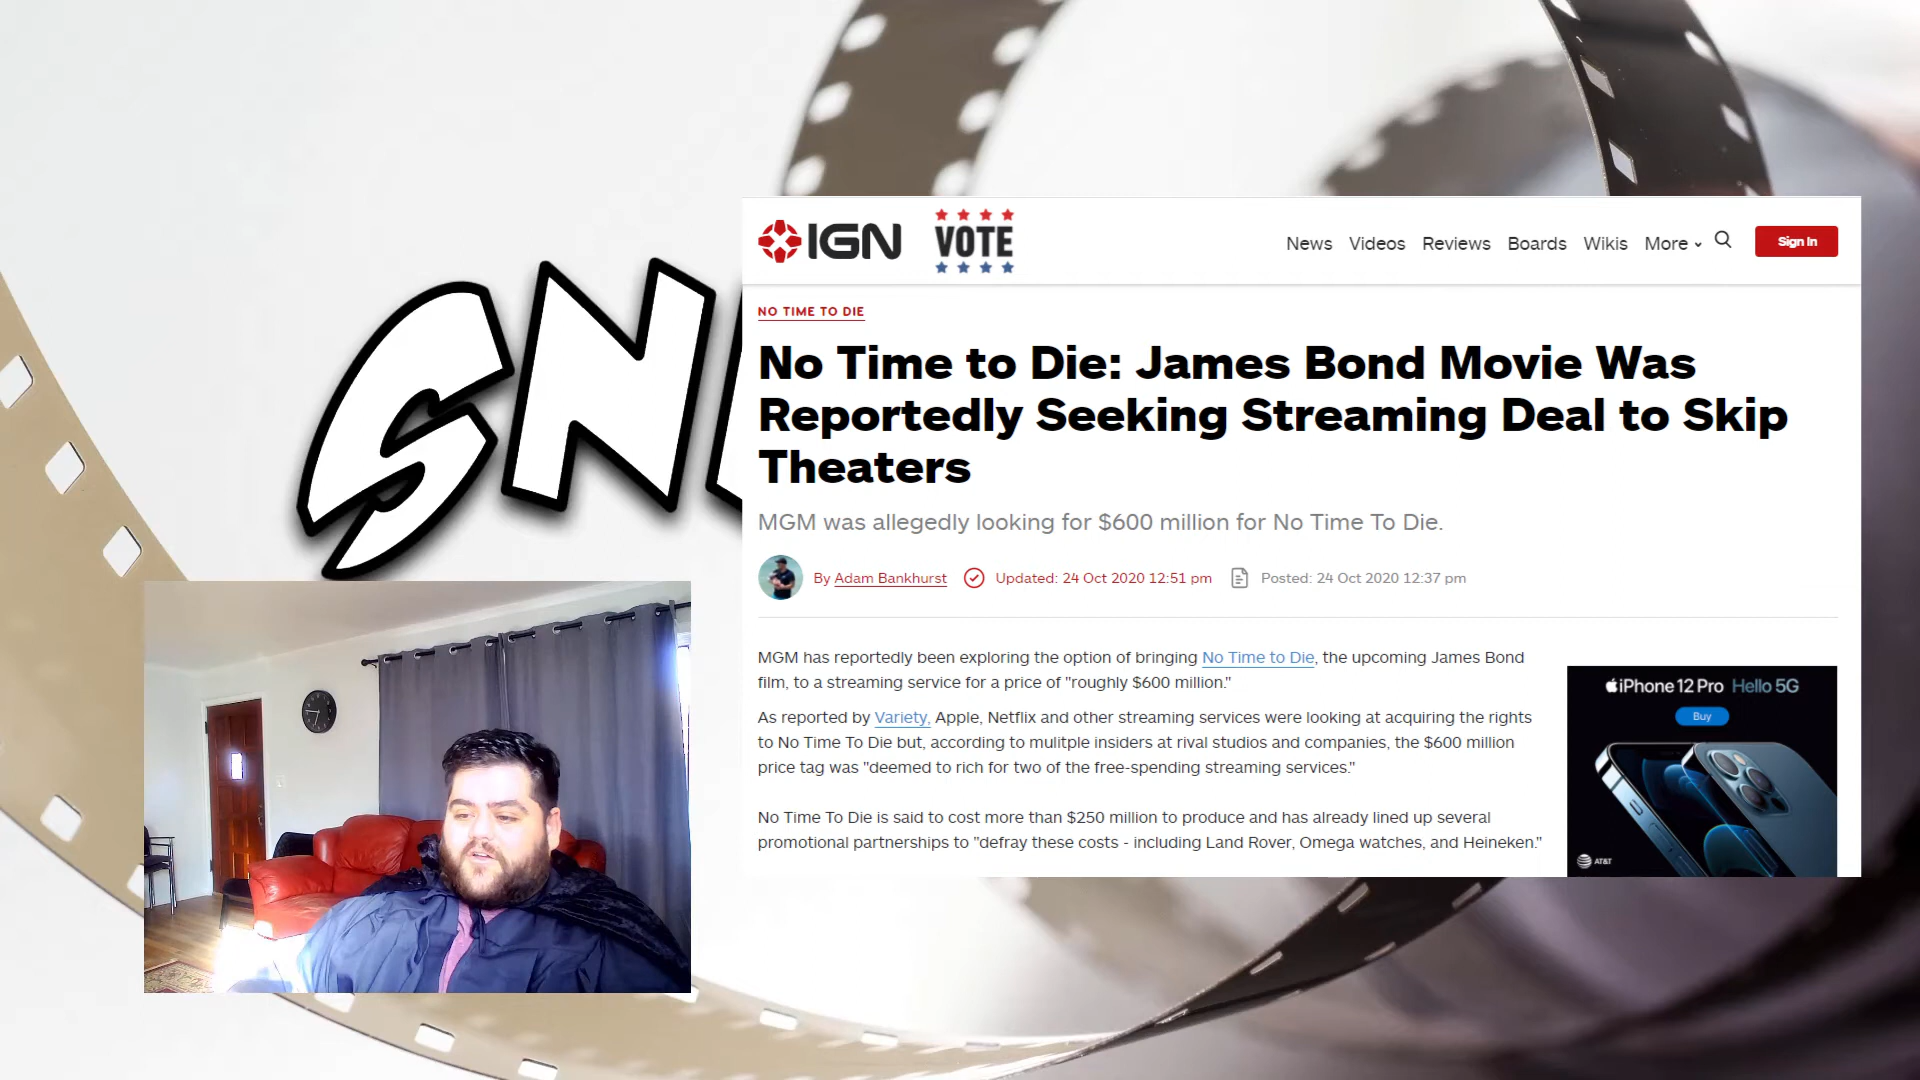 SN
IGN
VOTE
News Videos Reviews Boards Wikis More
Sign In
NO TIME TO DIE
No Time to Die: James Bond Movie Was
Reportedly Seeking Streaming Deal to Skip
Theaters
MGM was allegedly looking for $600 million for No Time To Die.
By Adam Bankhurst Updated: 24 Oct 2020 12:51 pm Posted: 24 Oct 2020 12:37 pm
MGM has reportedly been exploring the option of bringing No Time to Die, the upcoming James Bond
film, to a streaming service for a price of "roughly $600 million."
As reported by Variety, Apple, Netflix and other streaming services were looking at acquiring the rights
to No Time To Die but, according to mulitple insiders at rival studios and companies, the $600 million
price tag was "deemed to rich for two of the free-spending streaming services."
No Time To Die is said to cost more than $250 million to produce and has already lined up several
promotional partnerships to "defray these costs - including Land Rover, Omega watches, and Heineken."
iPhone 12 Pro Hello 5G
Buy
AT&T